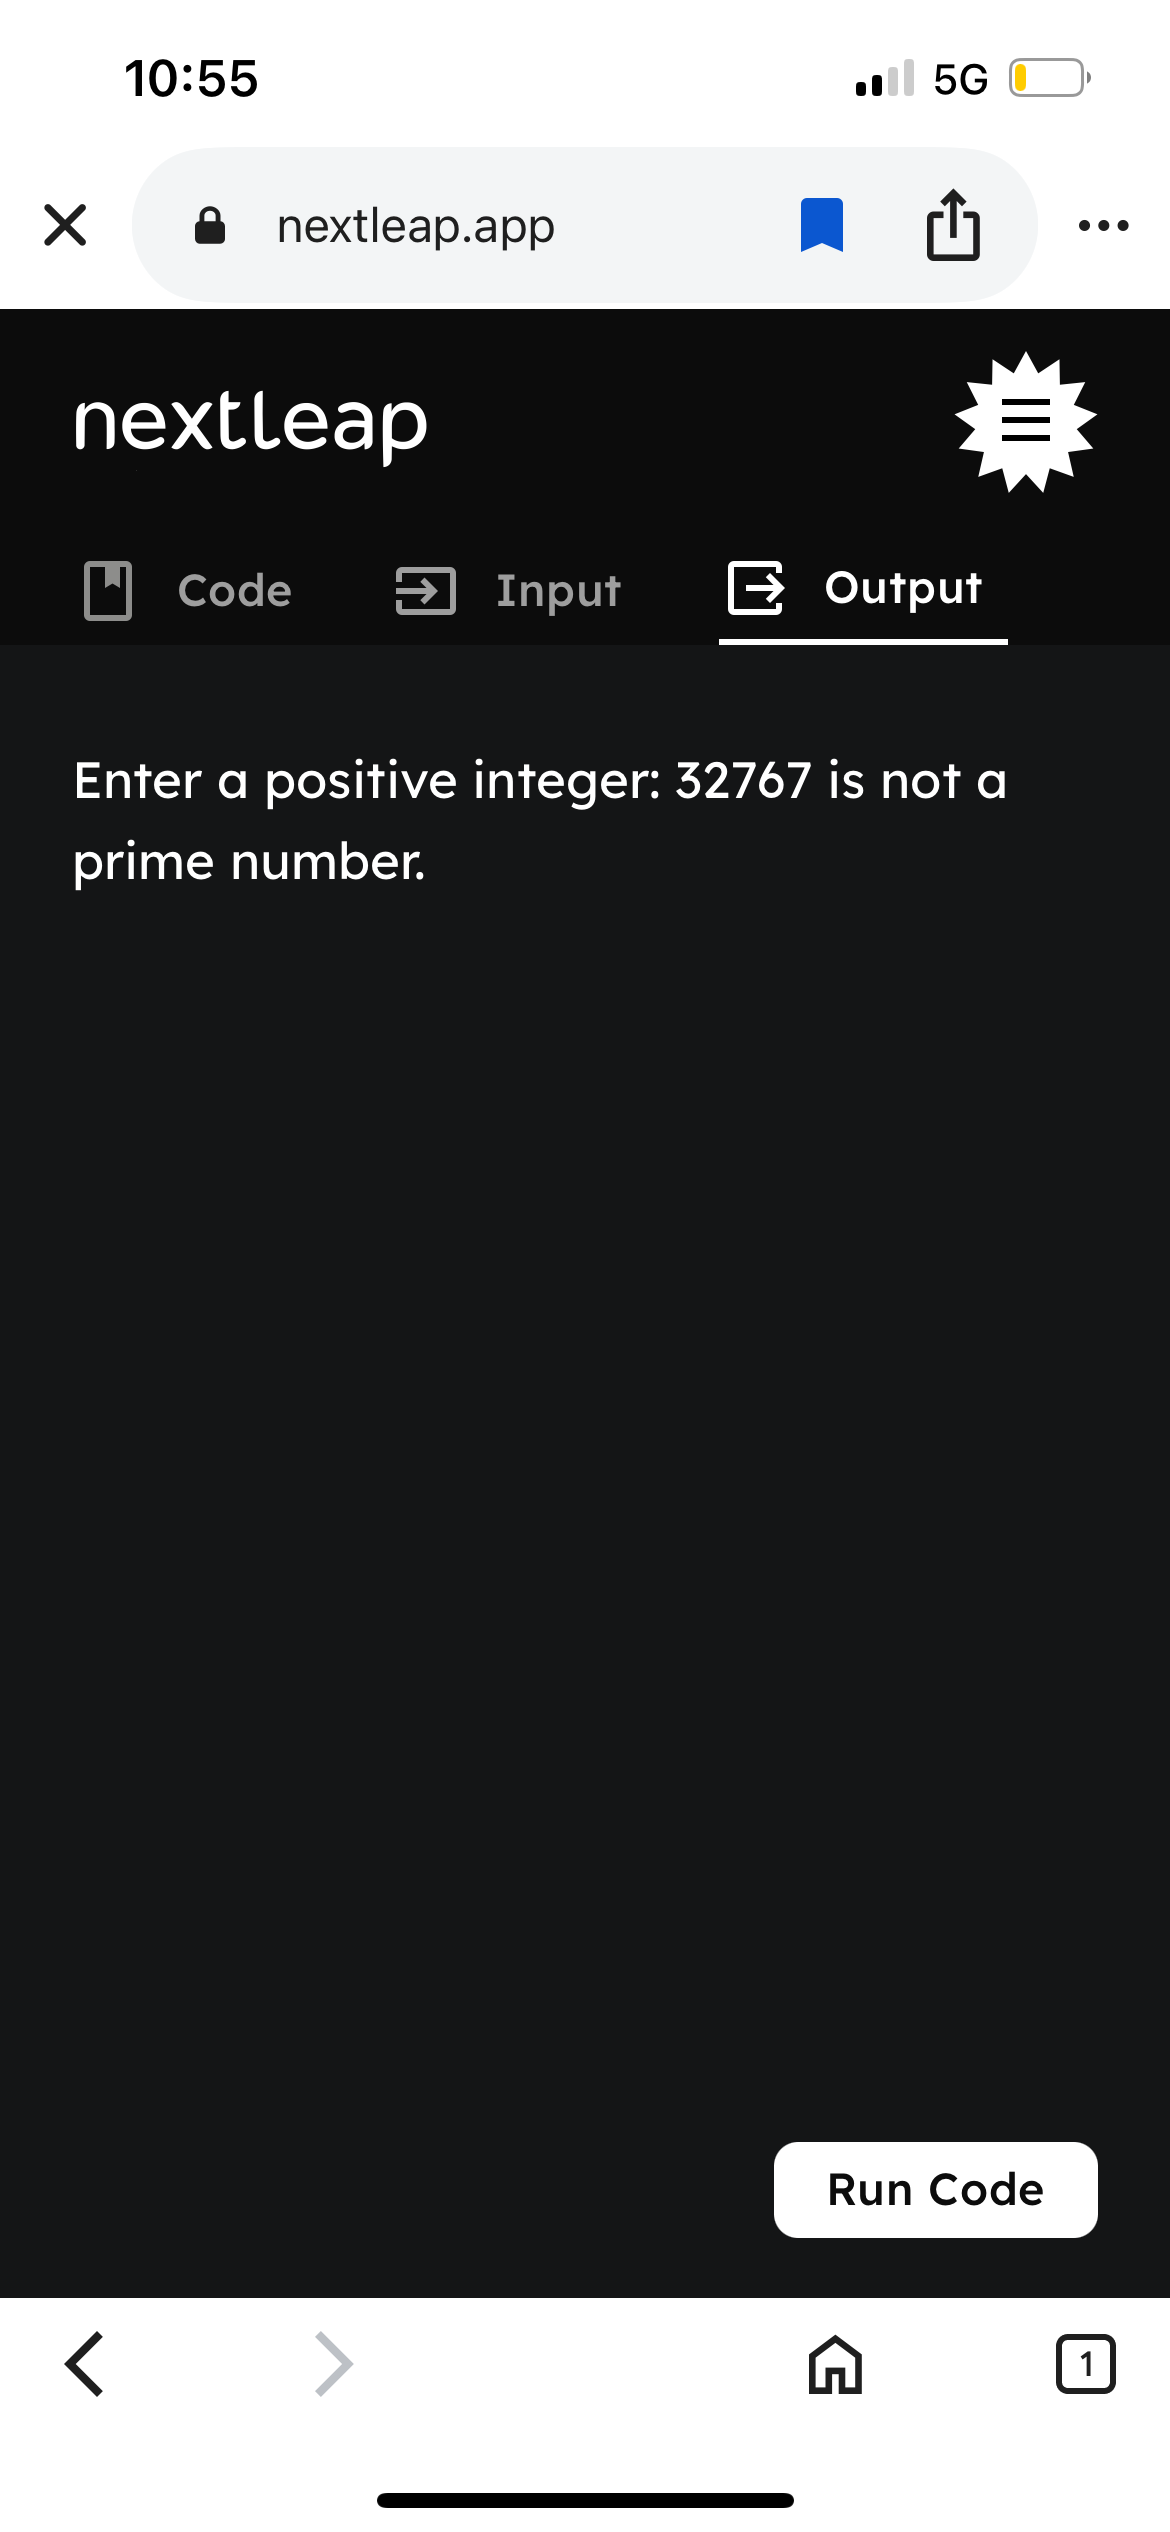 10:55
5G
nextleap.app
nextleap
Code
Input
Output
Enter a positive integer: 32767 is not a
prime number.
Run Code
1